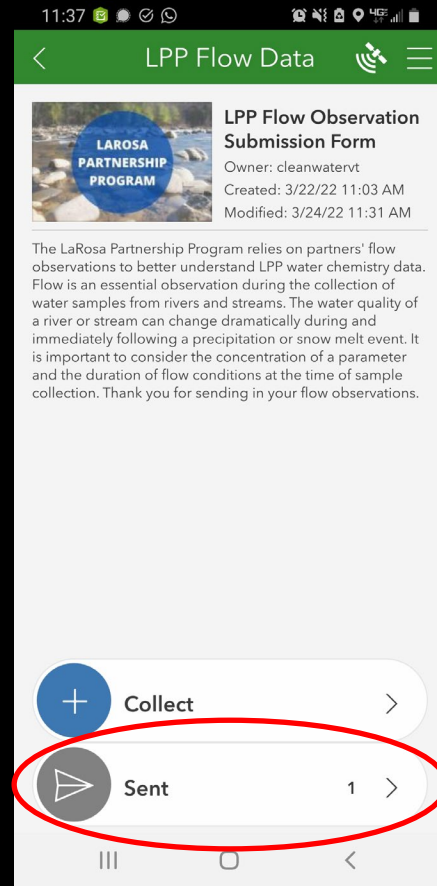 11:37
4GE
LPP Flow Data
LAROSA
PARTNERSHIP
PROGRAM
LPP Flow Observation
Submission Form
Owner: cleanwatervt
Created: 3/22/22 11:03 AM
Modified: 3/24/22 11:31 AM
The LaRosa Partnership Program relies on partners' flow
observations to better understand LPP water chemistry data.
Flow is an essential observation during the collection of
water samples from rivers and streams. The water quality of
a river or stream can change dramatically during and
immediately following a precipitation or snow melt event. It
is important to consider the concentration of a parameter
and the duration of flow conditions at the time of sample
collection. Thank you for sending in your flow observations.
Collect
Sent 1